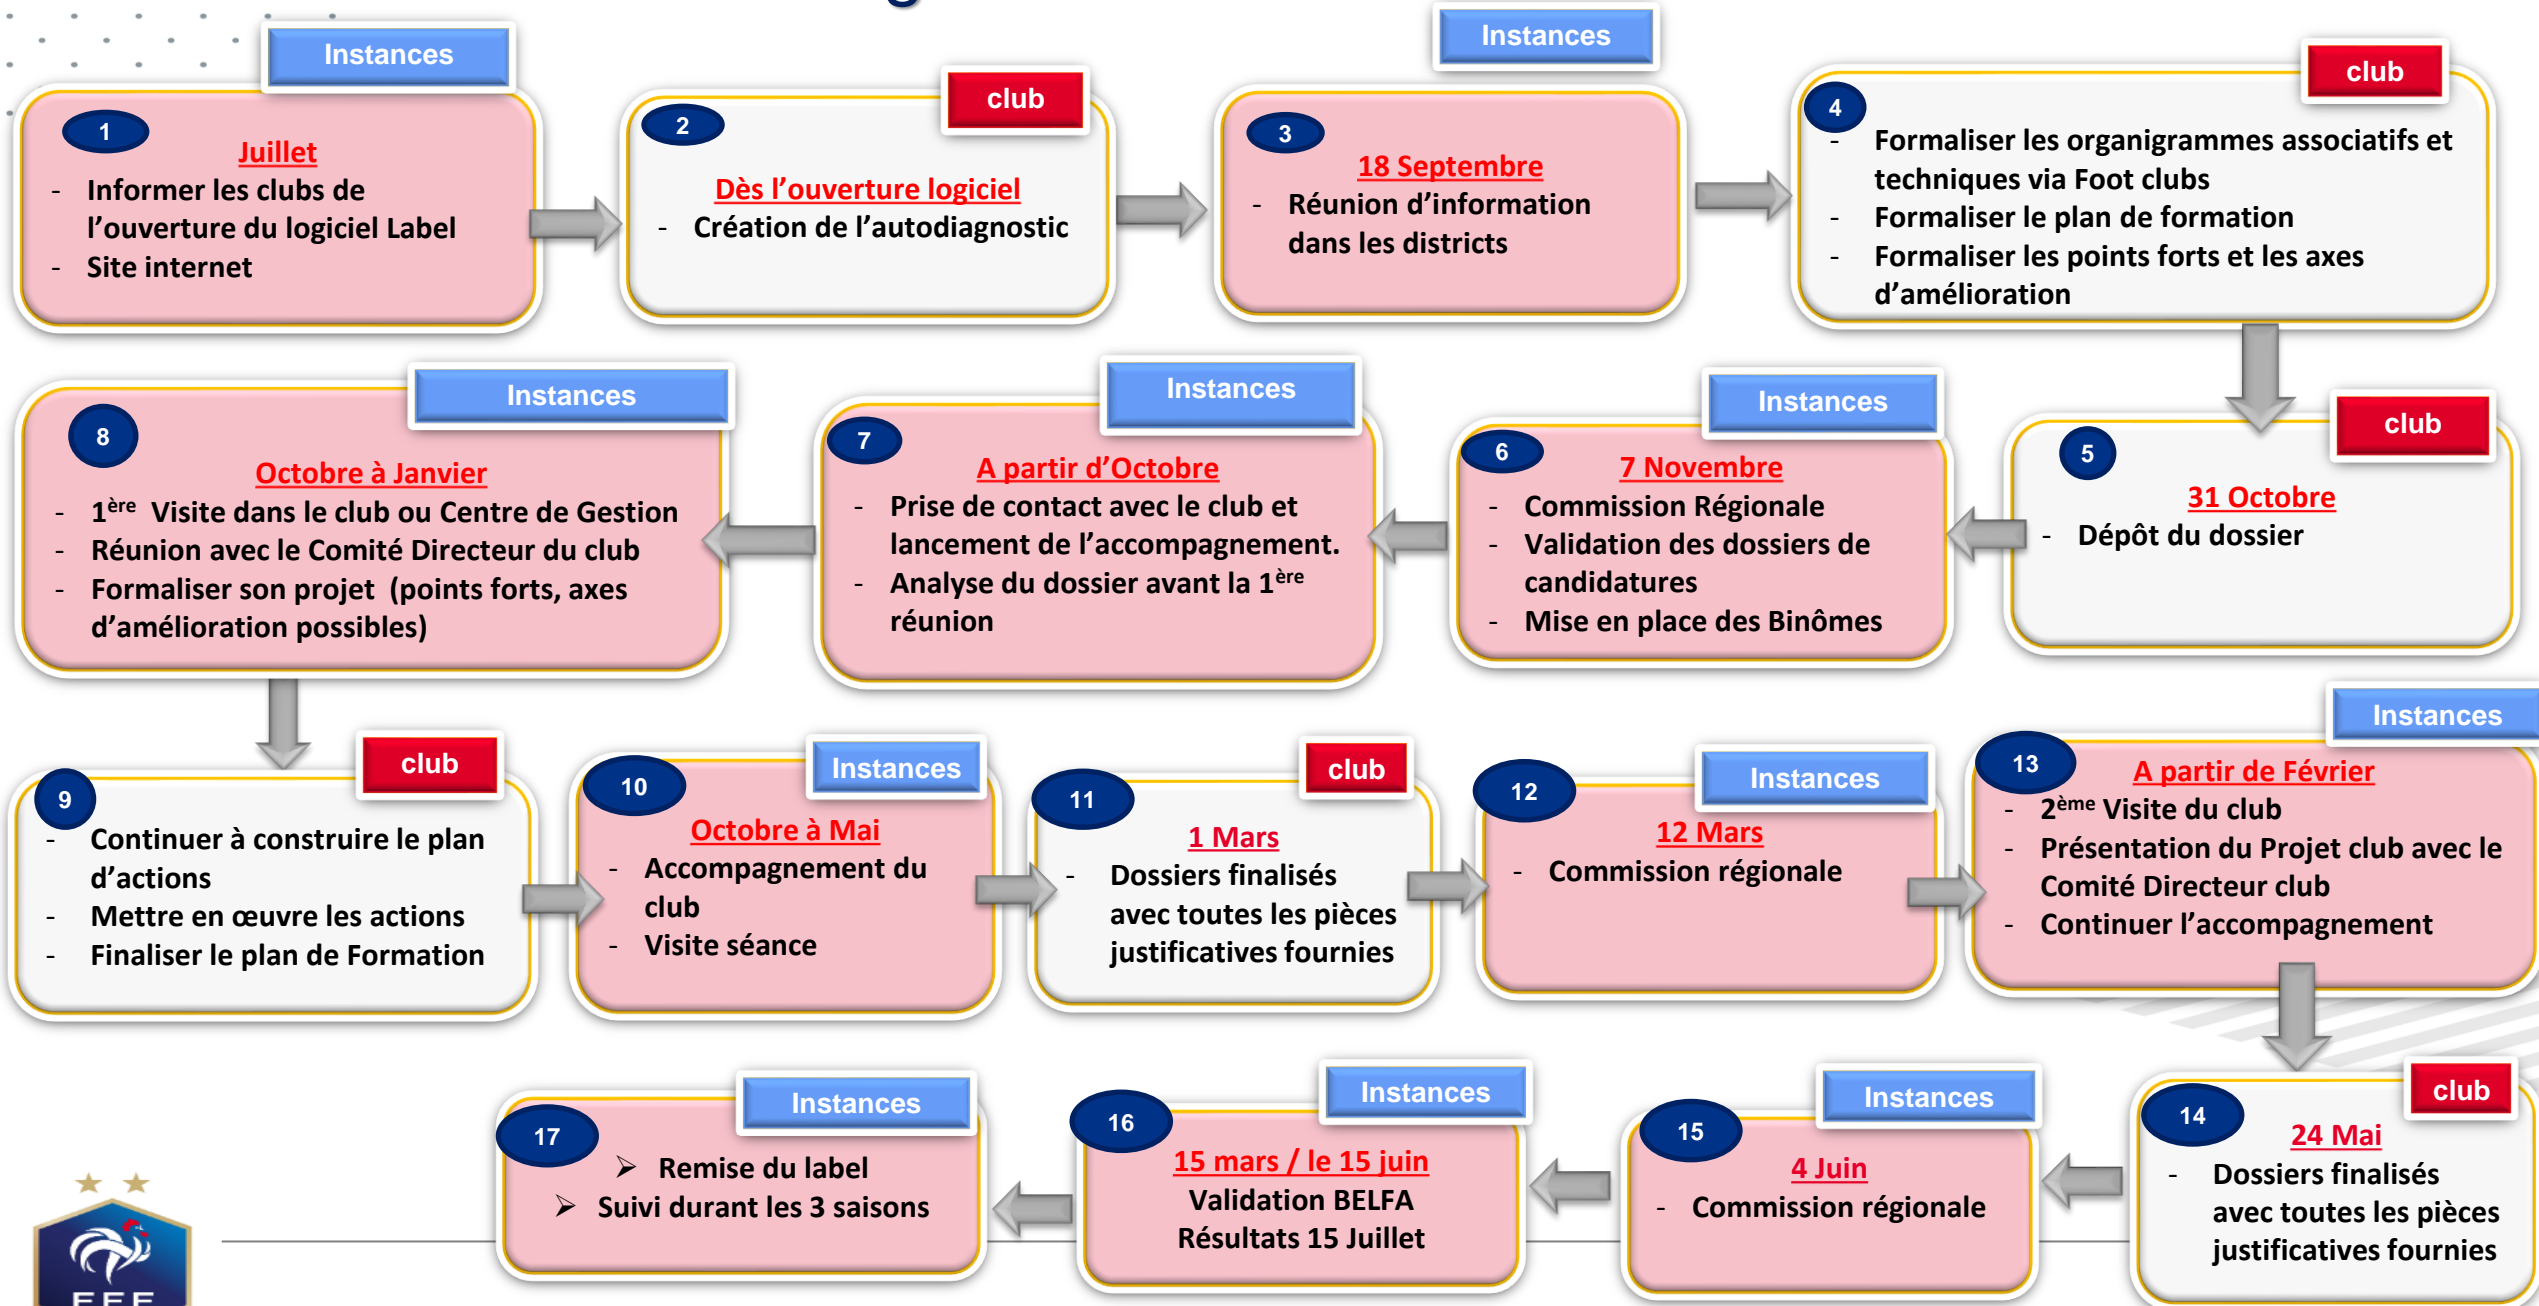 Instances
1
Juillet
- Informer les clubs de
l’ouverture du logiciel Label
- Site internet
club
2
Dès l’ouverture logiciel
- Création de l’autodiagnostic
Instances
3
18 Septembre
- Réunion d’information
dans les districts
club
4
- Formaliser les organigrammes associatifs et
techniques via Foot clubs
- Formaliser le plan de formation
- Formaliser les points forts et les axes
d’amélioration
club
5
31 Octobre
- Dépôt du dossier
Instances
6
7 Novembre
- Commission Régionale
- Validation des dossiers de
candidatures
- Mise en place des Binômes
Instances
7
A partir d’Octobre
- Prise de contact avec le club et
lancement de l’accompagnement.
- Analyse du dossier avant la 1ère
réunion
Instances
8
Octobre à Janvier
- 1ère Visite dans le club ou Centre de Gestion
- Réunion avec le Comité Directeur du club
- Formaliser son projet (points forts, axes
d’amélioration possibles)
club
9
- Continuer à construire le plan
d’actions
- Mettre en œuvre les actions
- Finaliser le plan de Formation
Instances
10
Octobre à Mai
- Accompagnement du
club
- Visite séance
club
11
1 Mars
- Dossiers finalisés
avec toutes les pièces
justificatives fournies
Instances
12
12 Mars
- Commission régionale
Instances
13
A partir de Février
- 2ème Visite du club
- Présentation du Projet club avec le
Comité Directeur club
- Continuer l’accompagnement
club
14
24 Mai
- Dossiers finalisés
avec toutes les pièces
justificatives fournies
Instances
15
4 Juin
- Commission régionale
Instances
16
15 mars / le 15 juin
Validation BELFA
Résultats 15 Juillet
Instances
17
➢ Remise du label
➢ Suivi durant les 3 saisons
FFF